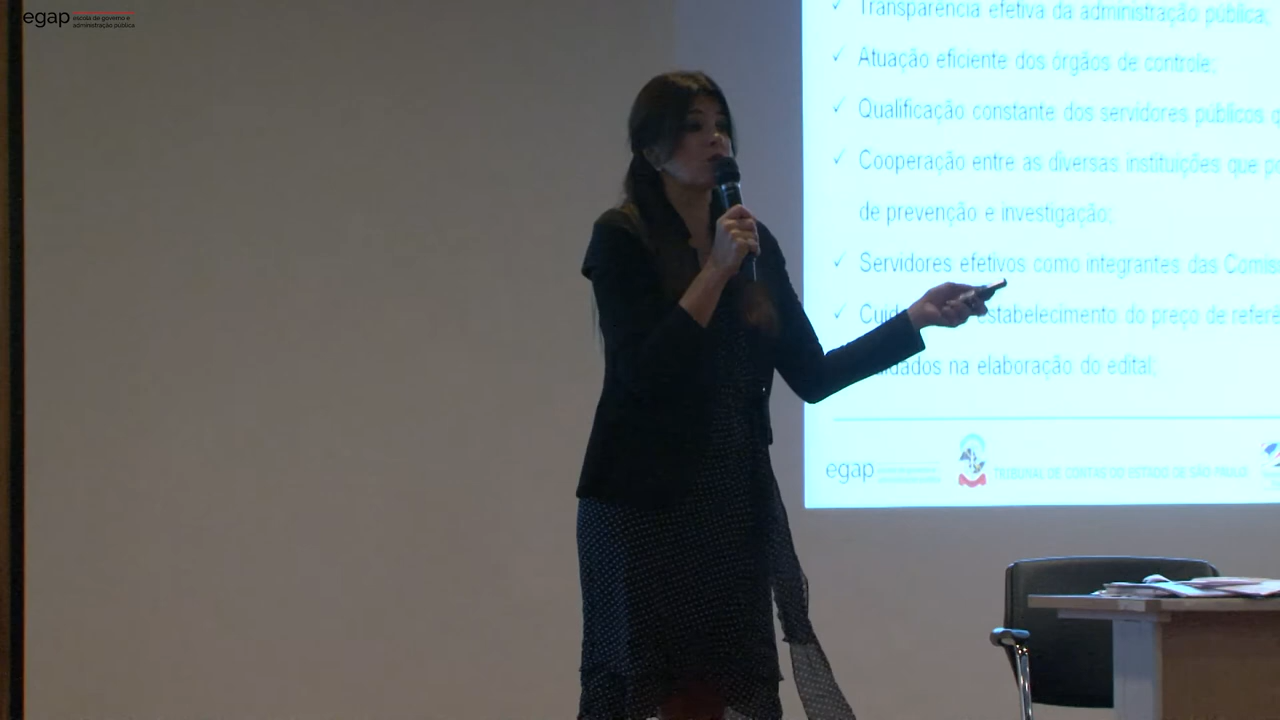 egap escola de governo e
administração pública
Transparência efetiva da administração pública;
Atuação eficiente dos órgãos de controle;
Qualificação constante dos servidores públicos
Cooperação entre as diversas instituições que
de prevenção e investigação;
Servidores efetivos como integrantes das Comiss
estabelecimento do preço de referê
na elaboração do edital;
egap
TRIBUNAL DE CONTAS DO ESTADO DE SÃO PAULO